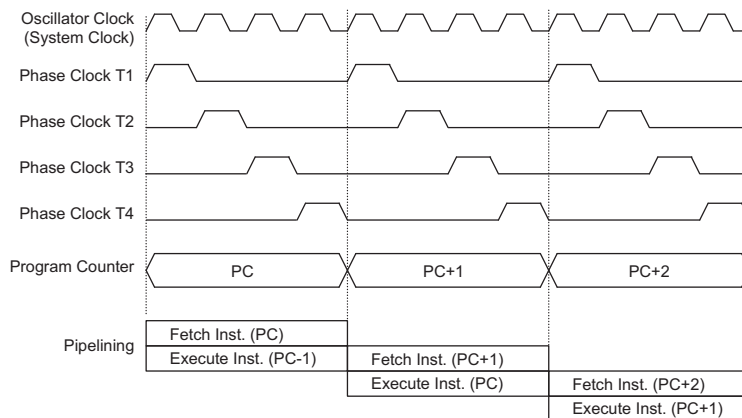 Oscillator Clock
(System Clock)
Phase Clock T1
Phase Clock T2
Phase Clock T3
Phase Clock T4
Program Counter
PC
PC+1
PC+2
Pipelining
Fetch Inst. (PC)
Execute Inst. (PC-1)
Fetch Inst. (PC+1)
Execute Inst. (PC)
Fetch Inst. (PC+2)
Execute Inst. (PC+1)